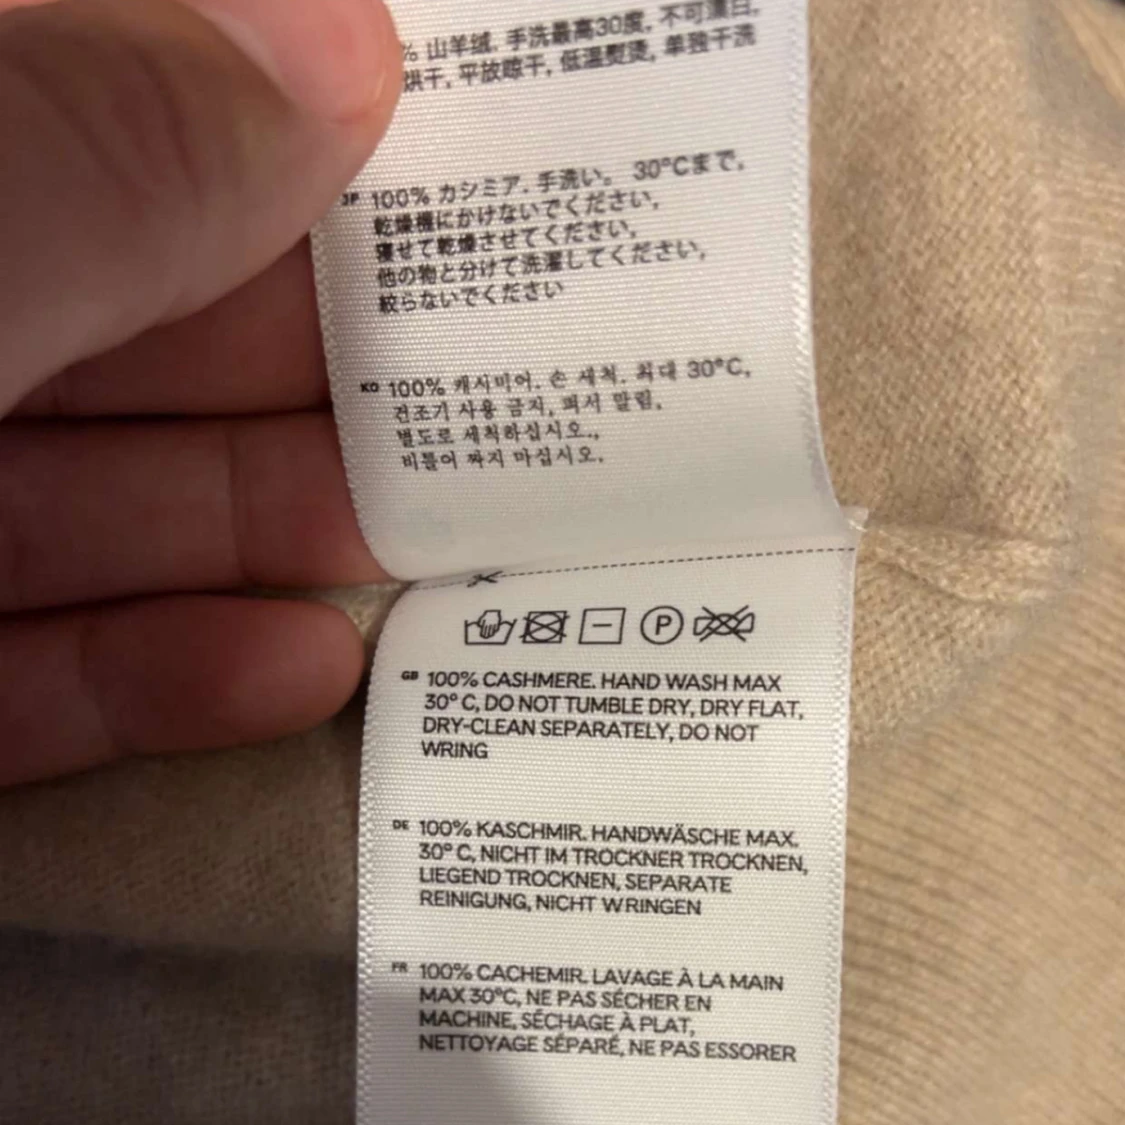 % 山羊绒. 手洗最高30度, 不可漂白,
烘干, 平放晾干, 低温熨烫, 单独干洗
JP 100% カシミア. 手洗い。 30°Cまで,
乾燥機にかけないでください,
寝せて乾燥させてください,
他の物と分けて洗濯してください,
絞らないでください
KO 100% 캐시미어. 손 세척. 최대 30°C,
건조기 사용 금지, 펴서 말림,
별도로 세척하십시오.,
비틀어 짜지 마십시오.
P
GB 100% CASHMERE. HAND WASH MAX
30° C, DO NOT TUMBLE DRY, DRY FLAT,
DRY-CLEAN SEPARATELY, DO NOT
WRING
DE 100% KASCHMIR. HANDWÄSCHE MAX.
30° C, NICHT IM TROCKNER TROCKNEN,
LIEGEND TROCKNEN, SEPARATE
REINIGUNG, NICHT WRINGEN
FR 100% CACHEMIR. LAVAGE À LA MAIN
MAX 30°C, NE PAS SÉCHER EN
MACHINE, SÉCHAGE À PLAT,
NETTOYAGE SÉPARÉ, NE PAS ESSORER